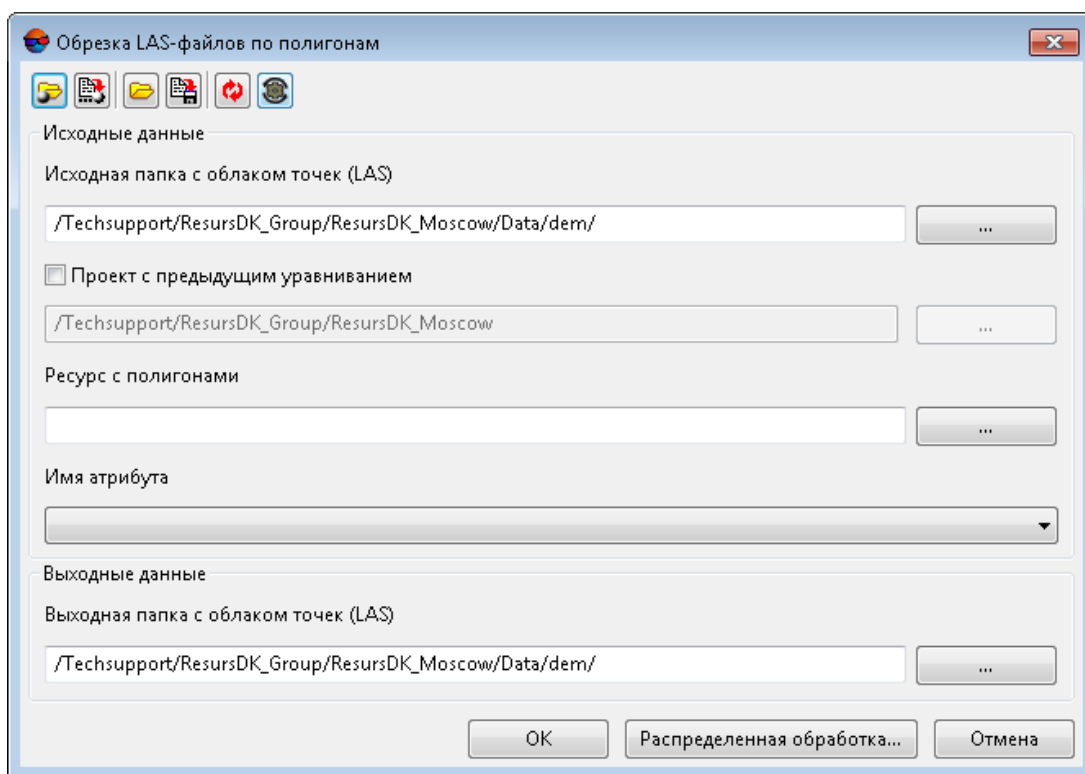 Обрезка LAS-файлов по полигонам
Исходные данные
Исходная папка с облаком точек (LAS)
/Techsupport/ResursDK_Group/ResursDK_Moscow/Data/dem/
...
Проект с предыдущим уравниванием
/Techsupport/ResursDK_Group/ResursDK_Moscow
...
Ресурс с полигонами
...
Имя атрибута
Выходные данные
Выходная папка с облаком точек (LAS)
/Techsupport/ResursDK_Group/ResursDK_Moscow/Data/dem/
...
OK
Распределенная обработка...
Отмена